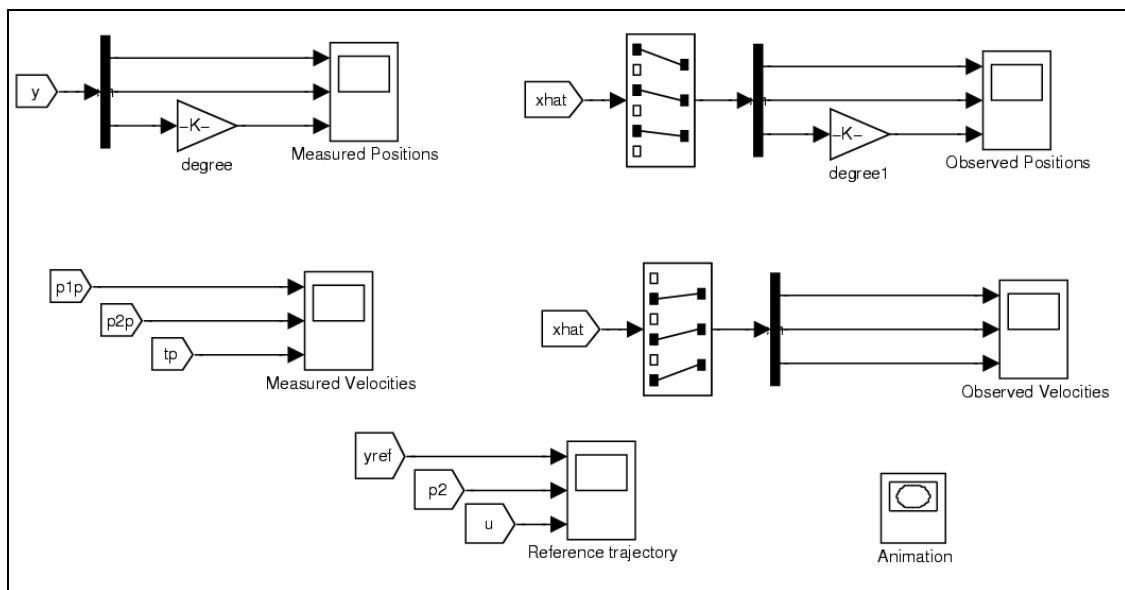 y
-K-
degree
Measured Positions
xhat
-K-
degree1
Observed Positions
p1p
p2p
tp
Measured Velocities
xhat
Observed Velocities
yref
p2
u
Reference trajectory
Animation